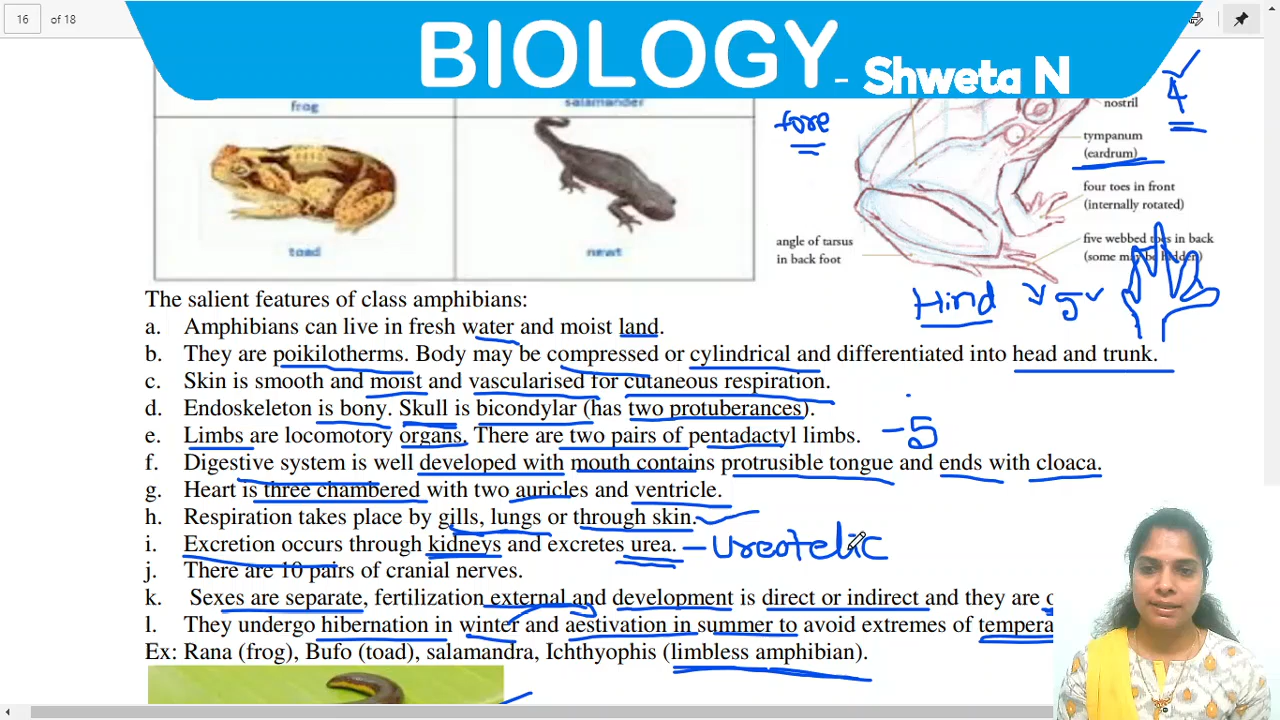 16 of 18
BIOLOGY - Shweta N
frog
salamander
nostril
4
fore
tympanum
(eardrum)
four toes in front
(internally rotated)
angle of tarsus
in back foot
five webbed toes in back
(some may be hidden)
toad
newt
Hind 5
The salient features of class amphibians:
a. Amphibians can live in fresh water and moist land.
b. They are poikilotherms. Body may be compressed or cylindrical and differentiated into head and trunk.
c. Skin is smooth and moist and vascularised for cutaneous respiration.
d. Endoskeleton is bony. Skull is bicondylar (has two protuberances).
e. Limbs are locomotory organs. There are two pairs of pentadactyl limbs. -5
f. Digestive system is well developed with mouth contains protrusible tongue and ends with cloaca.
g. Heart is three chambered with two auricles and ventricle.
h. Respiration takes place by gills, lungs or through skin.
i. Excretion occurs through kidneys and excretes urea. - Ureotelic
j. There are 10 pairs of cranial nerves.
k. Sexes are separate, fertilization external and development is direct or indirect and they are
l. They undergo hibernation in winter and aestivation in summer to avoid extremes of tempera
Ex: Rana (frog), Bufo (toad), salamandra, Ichthyophis (limbless amphibian).